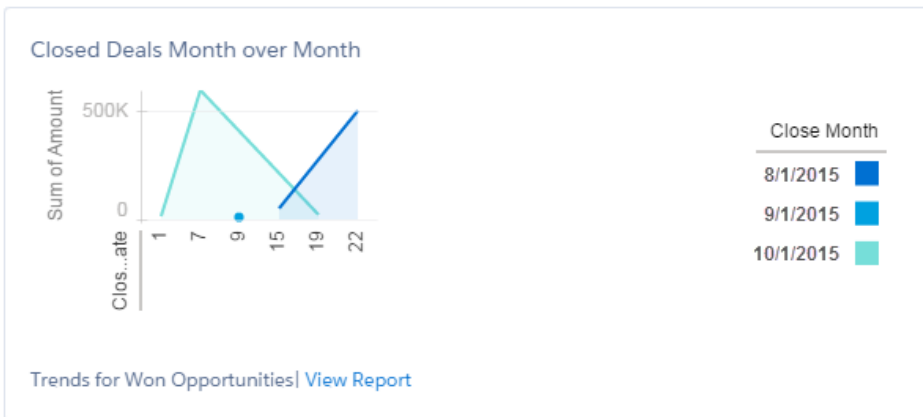 Closed Deals Month over Month
Sum of Amount
500K
0
Clos...ate
1
7
9
15
19
22
Close Month
8/1/2015
9/1/2015
10/1/2015
Trends for Won Opportunities| View Report